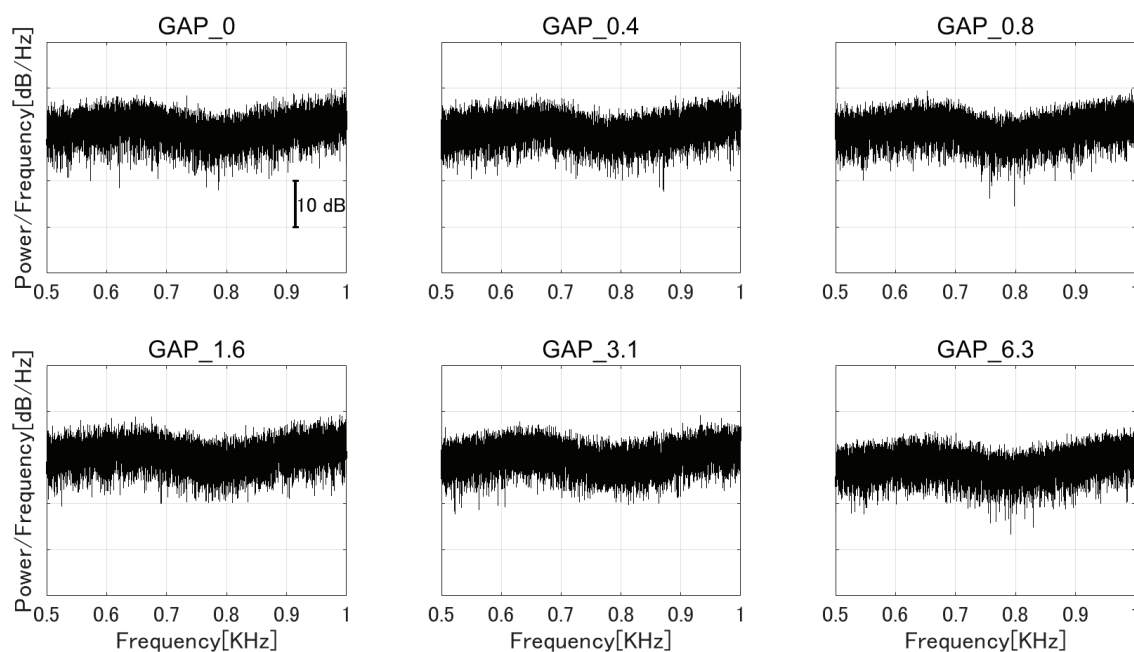 GAP_0
GAP_0.4
GAP_0.8
Power/Frequency[dB/Hz]
10 dB
0.5 0.6 0.7 0.8 0.9 1
0.5 0.6 0.7 0.8 0.9 1
0.5 0.6 0.7 0.8 0.9
GAP_1.6
GAP_3.1
GAP_6.3
Power/Frequency[dB/Hz]
0.5 0.6 0.7 0.8 0.9 1
0.5 0.6 0.7 0.8 0.9 1
0.5 0.6 0.7 0.8 0.9
Frequency[KHz]
Frequency[KHz]
Frequency[KHz]